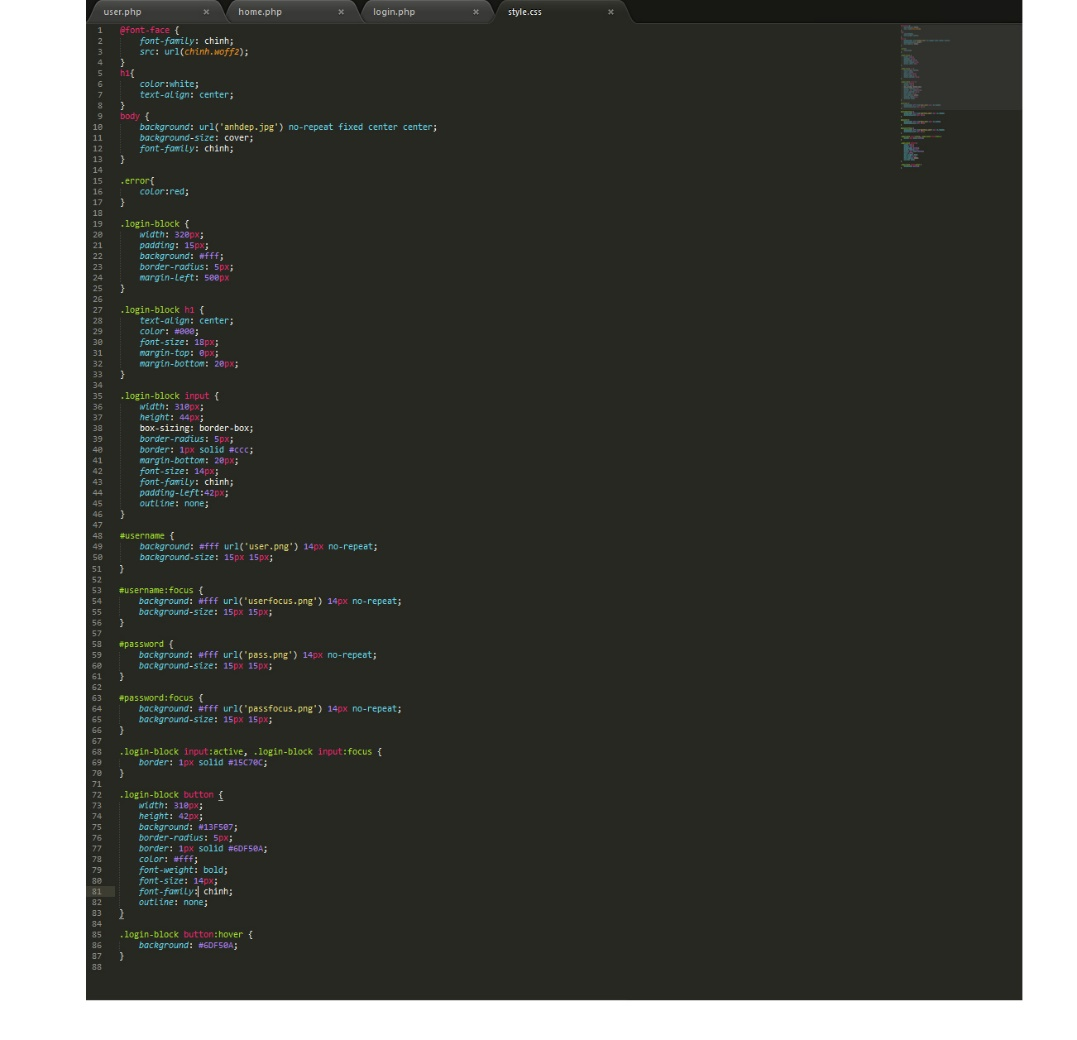 user.php × home.php × login.php × style.css ×
1 @font-face {
2 font-family: chinh;
3 src: url(chinh.woff2);
4 }
5 h1{
6 color:white;
7 text-align: center;
8 }
9 body {
10 background: url('anhdep.jpg') no-repeat fixed center center;
11 background-size: cover;
12 font-family: chinh;
13 }
14
15 .error{
16 color:red;
17 }
18
19 .login-block {
20 width: 320px;
21 padding: 15px;
22 background: #fff;
23 border-radius: 5px;
24 margin-left: 500px
25 }
26
27 .login-block h1 {
28 text-align: center;
29 color: #000;
30 font-size: 18px;
31 margin-top: 0px;
32 margin-bottom: 20px;
33 }
34
35 .login-block input {
36 width: 310px;
37 height: 44px;
38 box-sizing: border-box;
39 border-radius: 5px;
40 border: 1px solid #ccc;
41 margin-bottom: 20px;
42 font-size: 14px;
43 font-family: chinh;
44 padding-left:42px;
45 outline: none;
46 }
47
48 #username {
49 background: #fff url('user.png') 14px no-repeat;
50 background-size: 15px 15px;
51 }
52
53 #username:focus {
54 background: #fff url('userfocus.png') 14px no-repeat;
55 background-size: 15px 15px;
56 }
57
58 #password {
59 background: #fff url('pass.png') 14px no-repeat;
60 background-size: 15px 15px;
61 }
62
63 #password:focus {
64 background: #fff url('passfocus.png') 14px no-repeat;
65 background-size: 15px 15px;
66 }
67
68 .login-block input:active, .login-block input:focus {
69 border: 1px solid #15C70C;
70 }
71
72 .login-block button {
73 width: 310px;
74 height: 42px;
75 background: #13F507;
76 border-radius: 5px;
77 border: 1px solid #6DF50A;
78 color: #fff;
79 font-weight: bold;
80 font-size: 14px;
81 font-family: chinh;
82 outline: none;
83 }
84
85 .login-block button:hover {
86 background: #6DF50A;
87 }
88